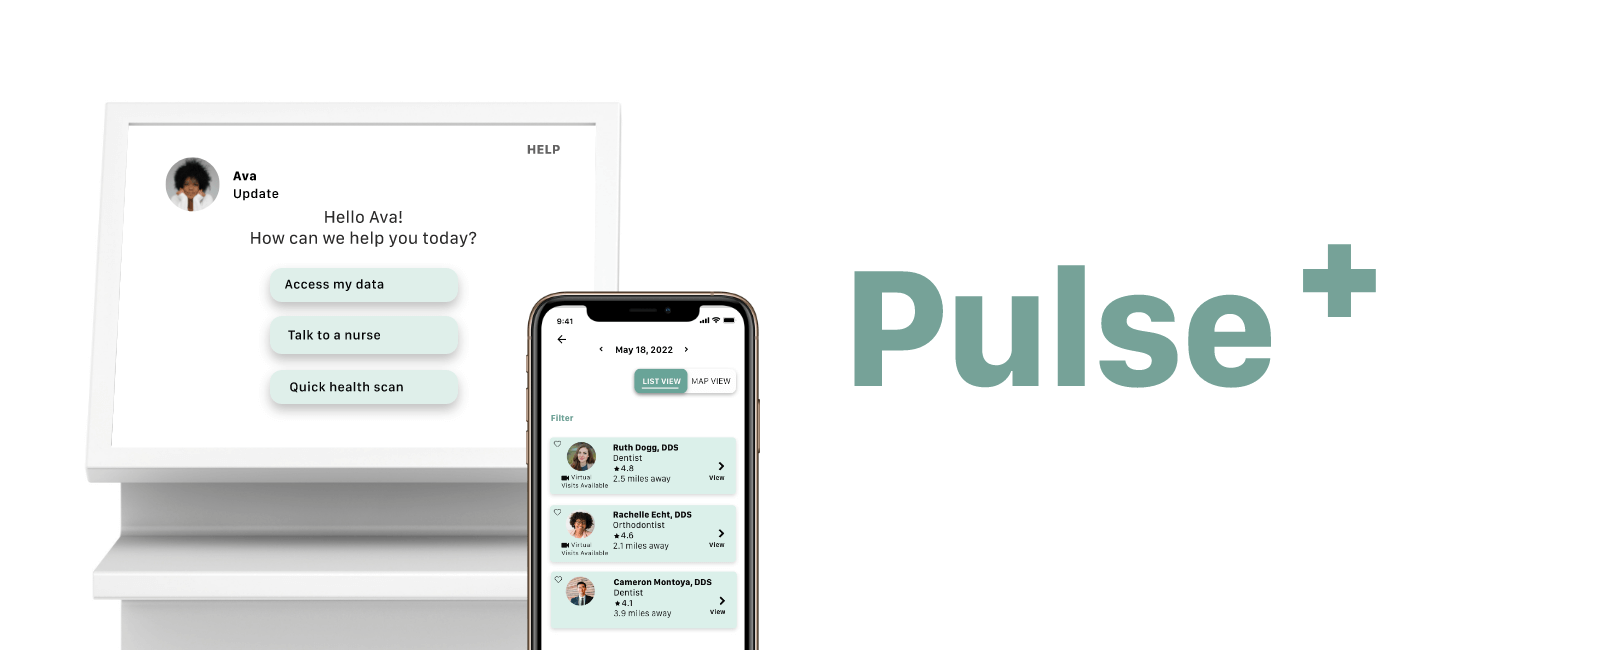 HELP
Ava
Update
Hello Ava!
How can we help you today?
Access my data
Talk to a nurse
Quick health scan
9:41
May 18, 2022
LIST VIEW
MAP VIEW
Filter
Ruth Dogg, DDS
Dentist
4.8
2.5 miles away
Virtual
Visits Available
View
Rachelle Echt, DDS
Orthodontist
4.6
2.1 miles away
Virtual
Visits Available
View
Cameron Montoya, DDS
Dentist
4.1
3.9 miles away
View
Pulse+